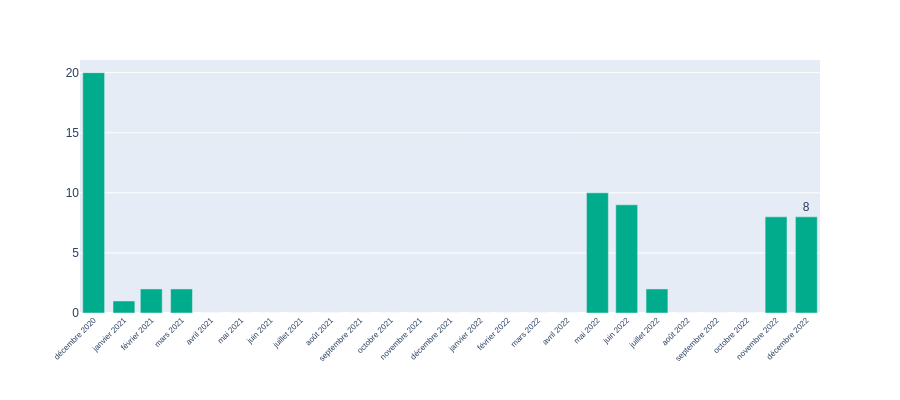 20
15
10
5
0
8
décembre 2020
janvier 2021
février 2021
mars 2021
avril 2021
mai 2021
juin 2021
juillet 2021
août 2021
septembre 2021
octobre 2021
novembre 2021
décembre 2021
janvier 2022
février 2022
mars 2022
avril 2022
mai 2022
juin 2022
juillet 2022
août 2022
septembre 2022
octobre 2022
novembre 2022
décembre 2022